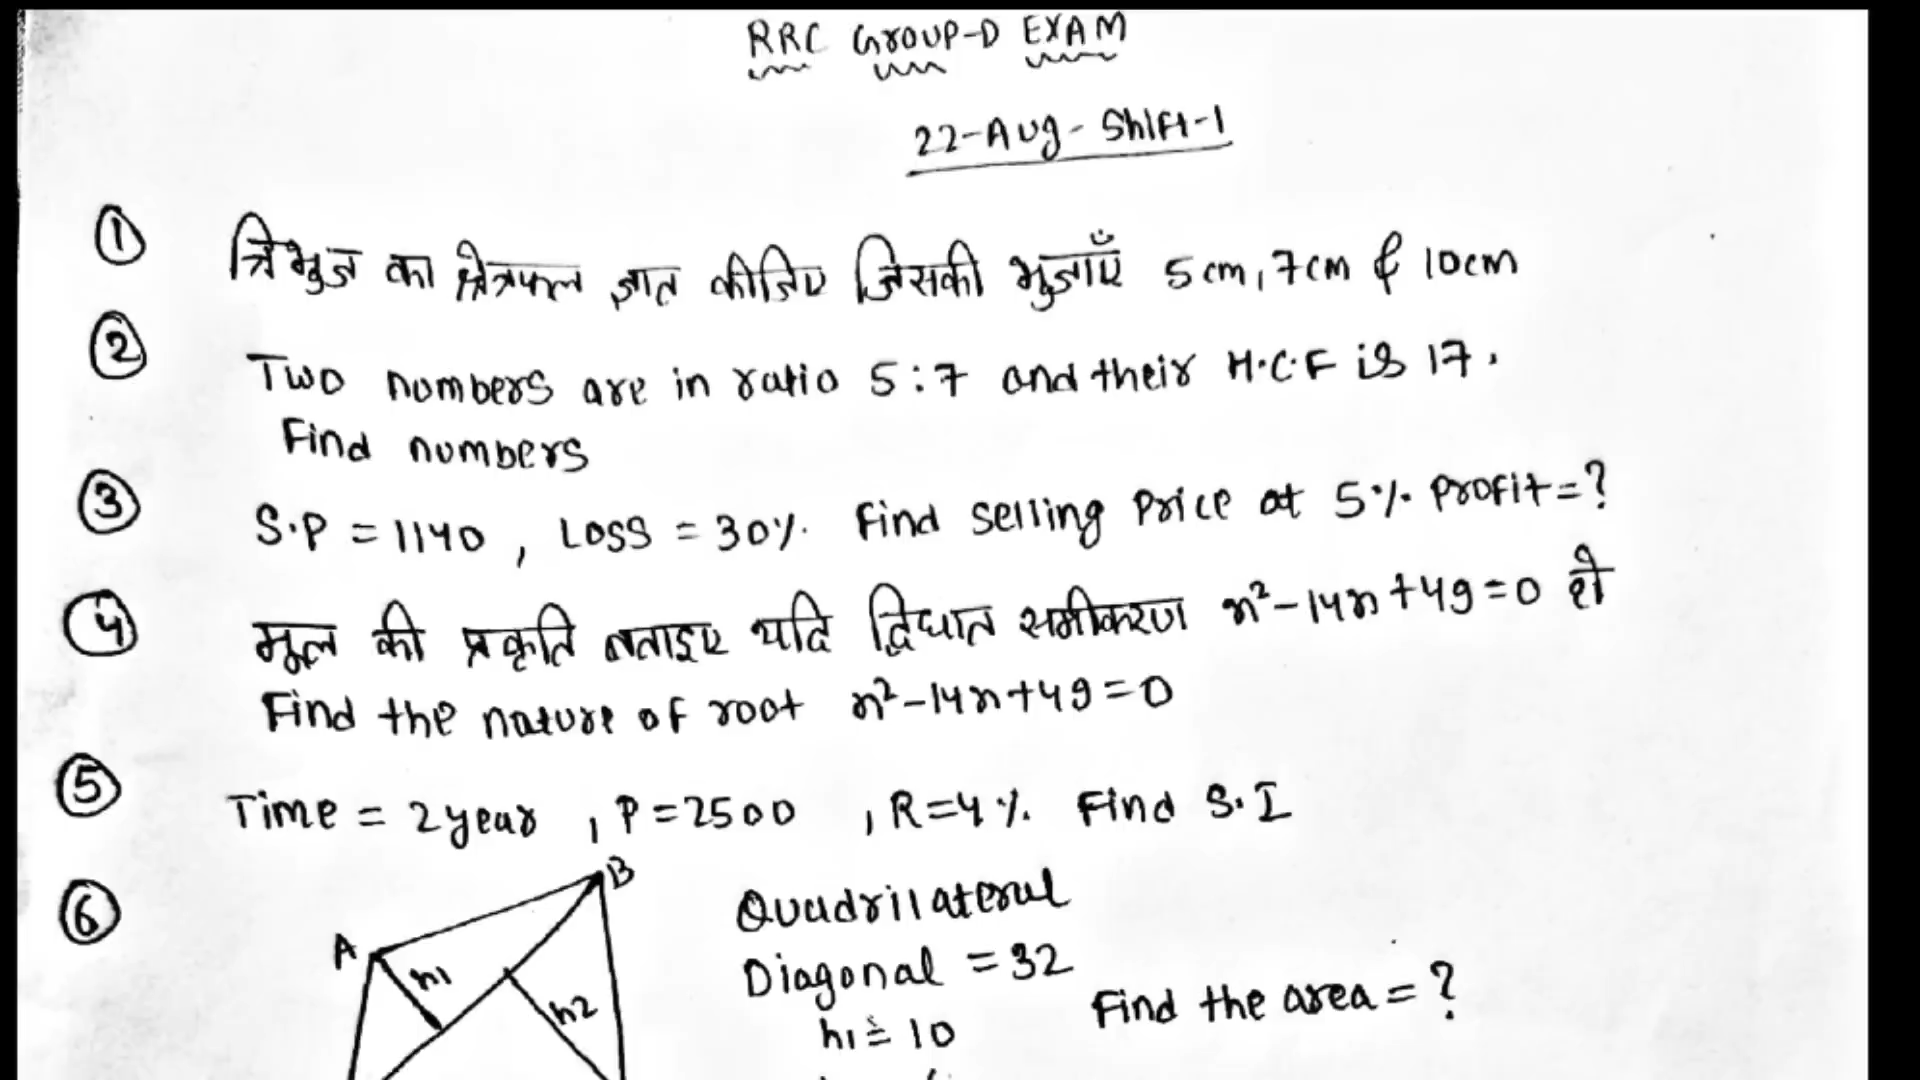 RRC GROUP-D EXAM
22-Aug-Shift-1
① त्रिभुज का क्षेत्रफल ज्ञात कीजिए जिसकी भुजाएँ 5cm, 7cm & 10cm
② Two numbers are in ratio 5:7 and their H.C.F is 17.
Find numbers
③ S.P = 1140, Loss = 30%. Find selling Price at 5% Profit = ?
④ मूल की प्रकृति बताइए यदि द्विघात समीकरण x²-14x+49=0 हो
Find the nature of root x²-14x+49=0
⑤ Time = 2year, P=2500, R=4%. Find S.I
⑥ A B h1 h2
Quadrilateral
Diagonal = 32
h1 = 10
Find the area = ?